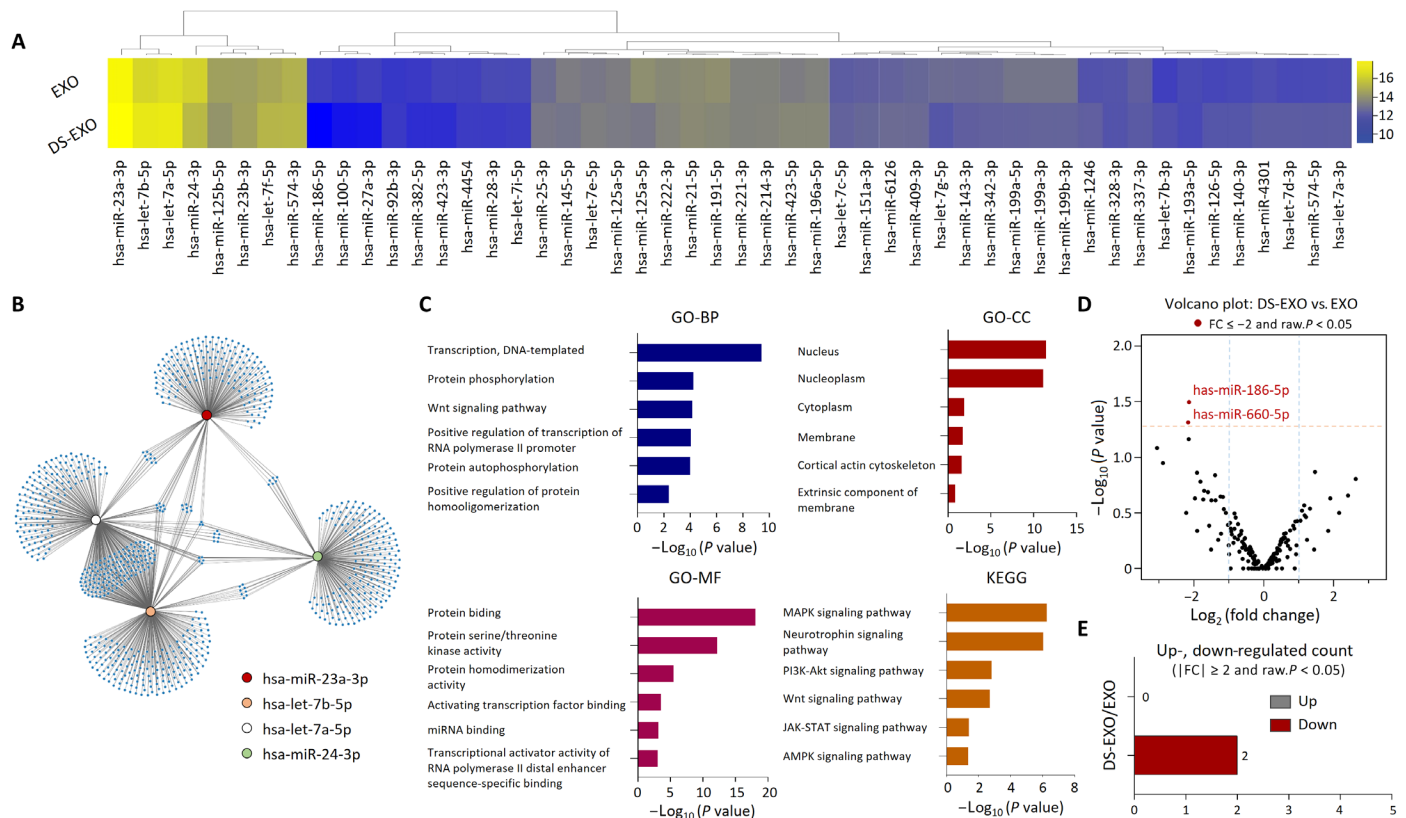 A
EXO
DS-EXO
16
14
12
10
hsa-miR-23a-3p
hsa-let-7b-5p
hsa-let-7a-5p
hsa-miR-24-3p
hsa-miR-125b-5p
hsa-miR-23b-3p
hsa-let-7f-5p
hsa-miR-574-3p
hsa-miR-186-5p
hsa-miR-100-5p
hsa-miR-27a-3p
hsa-miR-92b-3p
hsa-miR-382-5p
hsa-miR-423-3p
hsa-miR-4454
hsa-miR-28-3p
hsa-let-7i-5p
hsa-miR-25-3p
hsa-miR-145-5p
hsa-let-7e-5p
hsa-miR-125a-5p
hsa-miR-125a-5p
hsa-miR-222-3p
hsa-miR-21-5p
hsa-miR-191-5p
hsa-miR-221-3p
hsa-miR-214-3p
hsa-miR-423-5p
hsa-miR-196a-5p
hsa-let-7c-5p
hsa-miR-151a-3p
hsa-miR-6126
hsa-miR-409-3p
hsa-let-7g-5p
hsa-miR-143-3p
hsa-miR-342-3p
hsa-miR-199a-5p
hsa-miR-199a-3p
hsa-miR-199b-3p
hsa-miR-1246
hsa-miR-328-3p
hsa-miR-337-3p
hsa-let-7b-3p
hsa-miR-193a-5p
hsa-miR-126-5p
hsa-miR-140-3p
hsa-miR-4301
hsa-let-7d-3p
hsa-miR-574-5p
hsa-let-7a-3p
B
hsa-miR-23a-3p
hsa-let-7b-5p
hsa-let-7a-5p
hsa-miR-24-3p
C
GO-BP
Transcription, DNA-templated
Protein phosphorylation
Wnt signaling pathway
Positive regulation of transcription of
RNA polymerase II promoter
Protein autophosphorylation
Positive regulation of protein
homooligomerization
0 2 4 6 8 10
−Log10 (P value)
GO-CC
Nucleus
Nucleoplasm
Cytoplasm
Membrane
Cortical actin cytoskeleton
Extrinsic component of
membrane
0 5 10 15
−Log10 (P value)
GO-MF
Protein biding
Protein serine/threonine
kinase activity
Protein homodimerization
activity
Activating transcription factor binding
miRNA binding
Transcriptional activator activity of
RNA polymerase II distal enhancer
sequence-specific binding
0 5 10 15 20
−Log10 (P value)
KEGG
MAPK signaling pathway
Neurotrophin signaling
pathway
PI3K-Akt signaling pathway
Wnt signaling pathway
JAK-STAT signaling pathway
AMPK signaling pathway
0 2 4 6 8
−Log10 (P value)
D
Volcano plot: DS-EXO vs. EXO
FC ≤ −2 and raw.P < 0.05
2.0
1.5
1.0
0.5
0
−Log10 (P value)
has-miR-186-5p
has-miR-660-5p
−2 0 2
Log2 (fold change)
E
Up-, down-regulated count
(|FC| ≥ 2 and raw.P < 0.05)
DS-EXO/EXO
0
2
Up
Down
0 1 2 3 4 5